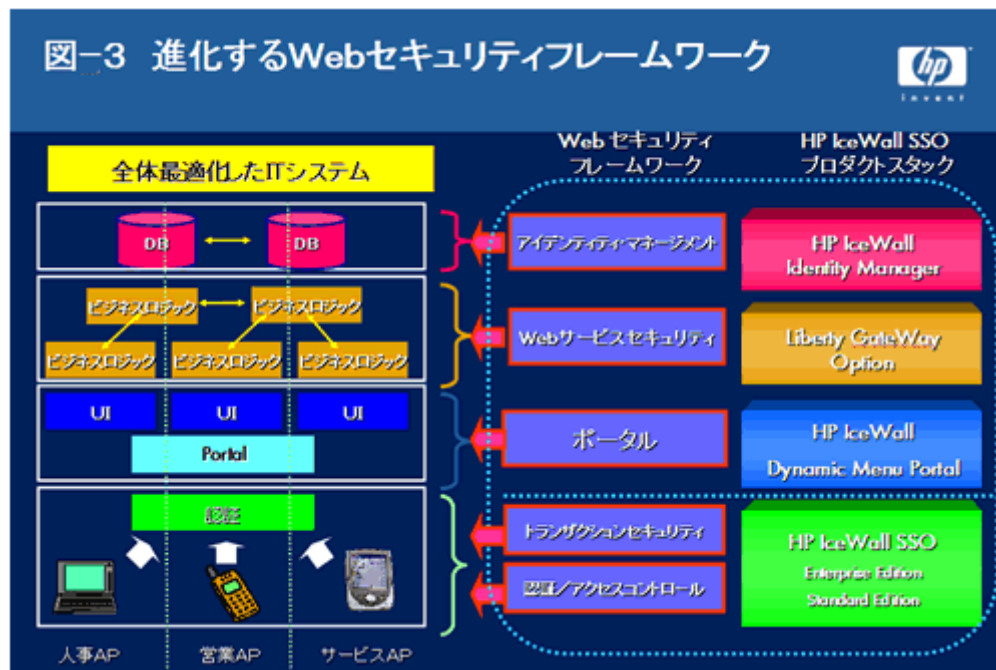 図-3 進化するWebセキュリティフレームワーク
hp
invent
全体最適化したITシステム
Web セキュリティ
フレームワーク
HP IceWall SSO
プロダクトスタック
DB
DB
アイデンティティ・マネージメント
HP IceWall
Identity Manager
ビジネスロジック
ビジネスロジック
ビジネスロジック
ビジネスロジック
ビジネスロジック
Webサービスセキュリティ
Liberty GateWay
Option
UI
UI
UI
Portal
ポータル
HP IceWall
Dynamic Menu Portal
認証
トランザクションセキュリティ
認証／アクセスコントロール
HP IceWall SSO
Enterprise Edition
Standard Edition
人事AP
営業AP
サービスAP